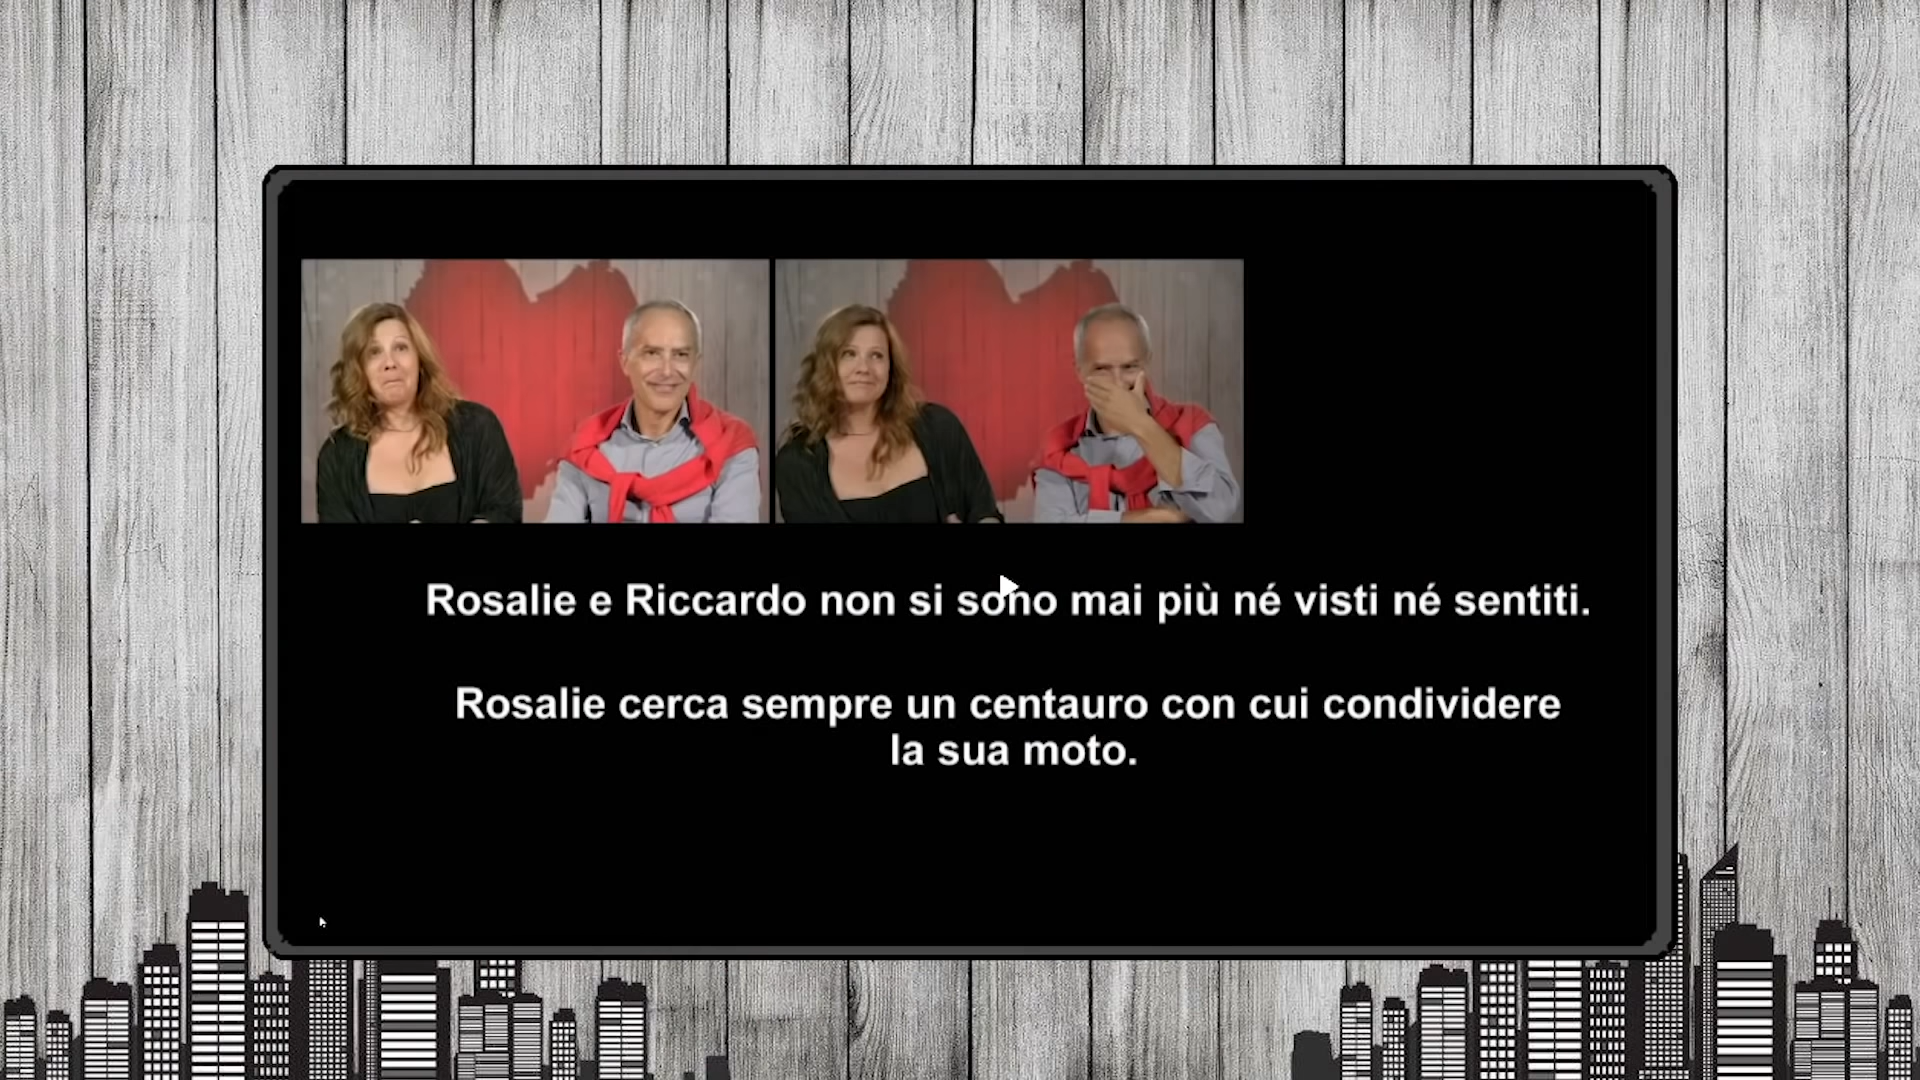 Rosalie e Riccardo non si sono mai più né visti né sentiti.
Rosalie cerca sempre un centauro con cui condividere
la sua moto.